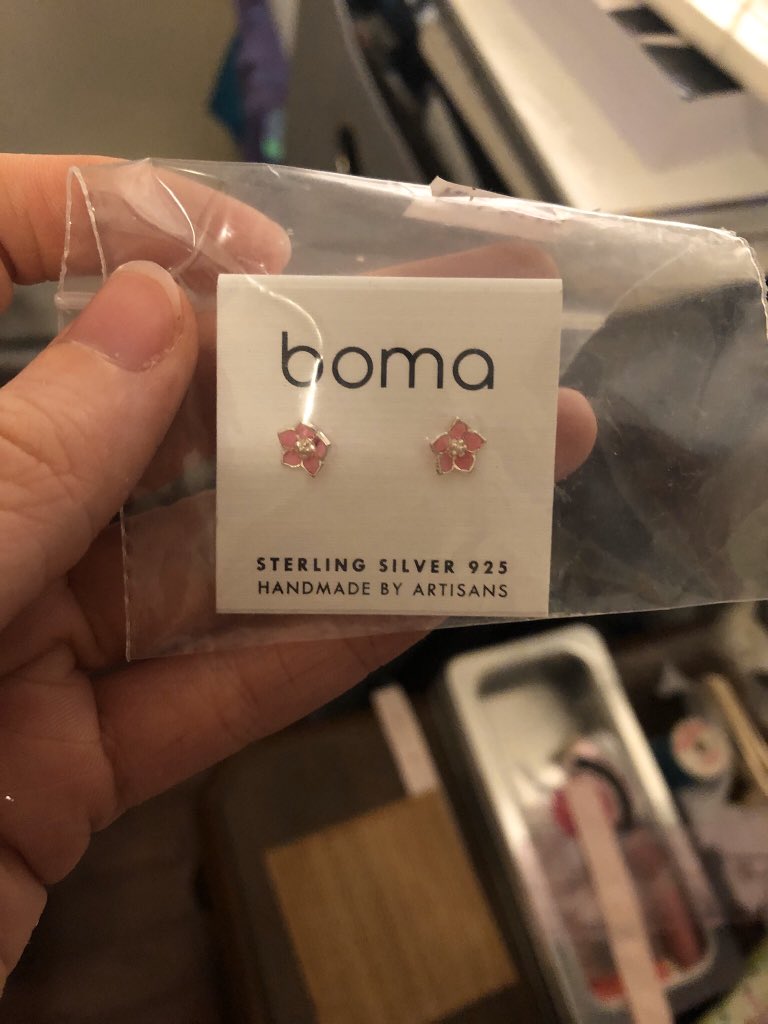 boma
STERLING SILVER 925
HANDMADE BY ARTISANS